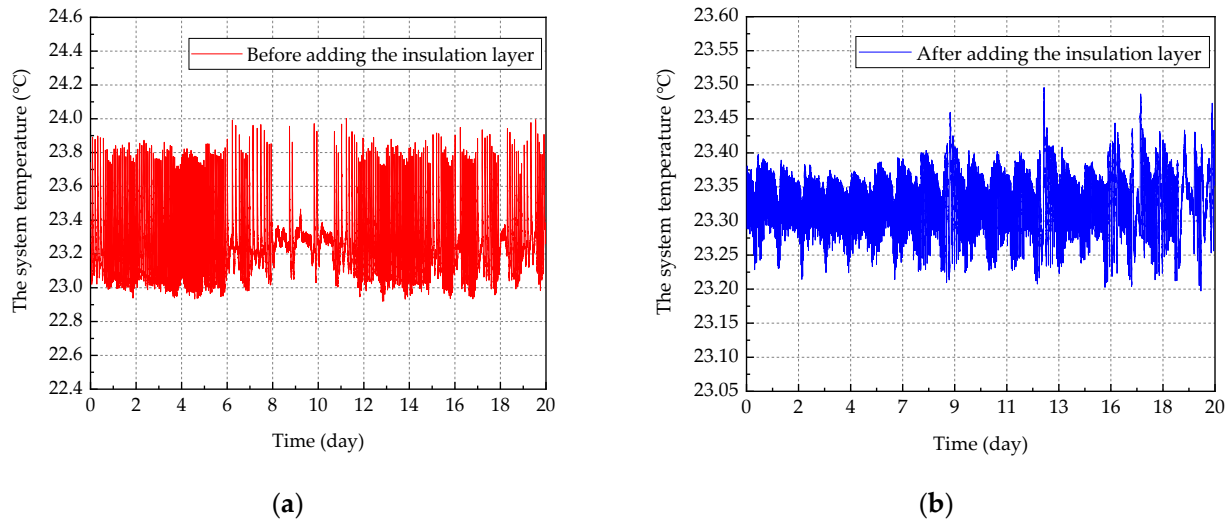 24.6
24.4
24.2
24.0
23.8
23.6
23.4
23.2
23.0
22.8
22.6
22.4
The system temperature (°C)
Before adding the insulation layer
0 2 4 6 8 10 12 14 16 18 20
Time (day)
(a)
23.60
23.55
23.50
23.45
23.40
23.35
23.30
23.25
23.20
23.15
23.10
23.05
The system temperature (°C)
After adding the insulation layer
0 2 4 7 9 11 13 16 18 20
Time (day)
(b)